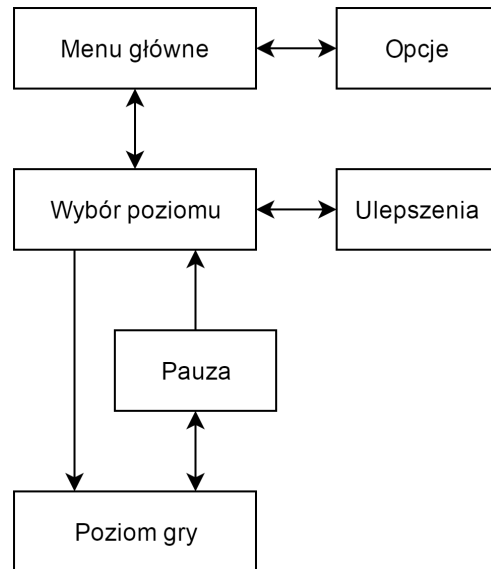 Menu główne
Opcje
Wybór poziomu
Ulepszenia
Pauza
Poziom gry